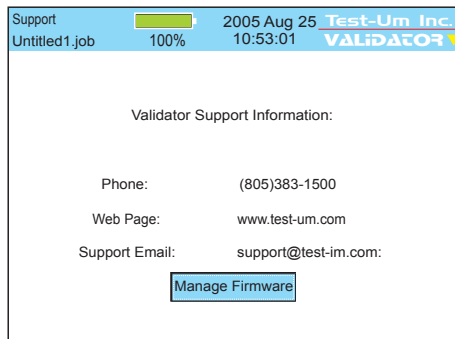 Support 2005 Aug 25 Test-Um Inc.
Untitled1.job 100% 10:53:01 VALIDATOR
Validator Support Information:
Phone: (805)383-1500
Web Page: www.test-um.com
Support Email: support@test-im.com:
Manage Firmware